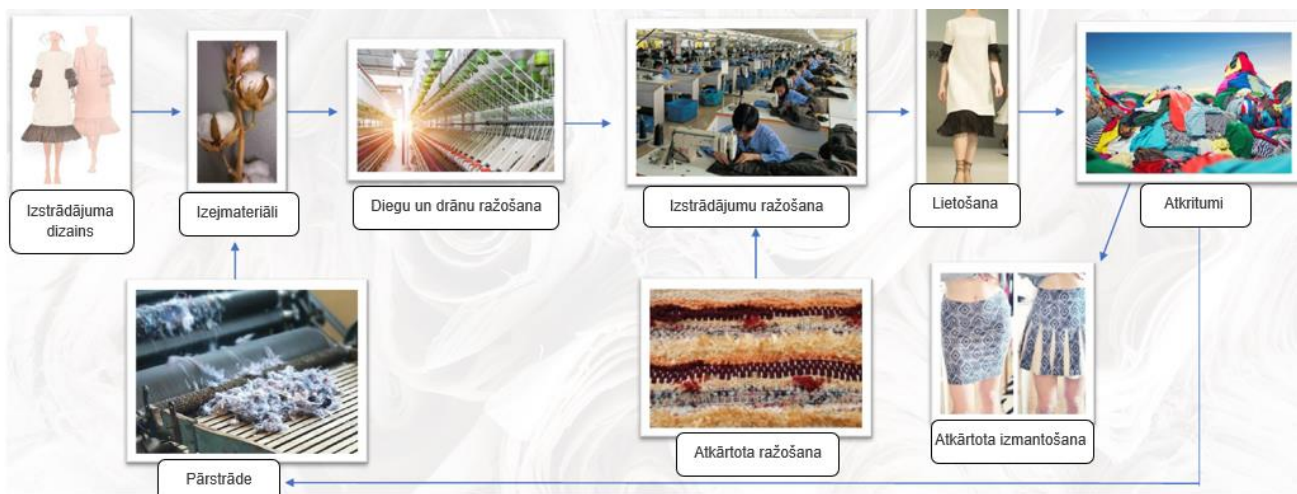 Izstrādājuma
dizains
Izejmateriāli
Diegu un drānu ražošana
Izstrādājumu ražošana
Lietošana
Atkritumi
Pārstrāde
Atkārtota ražošana
Atkārtota izmantošana